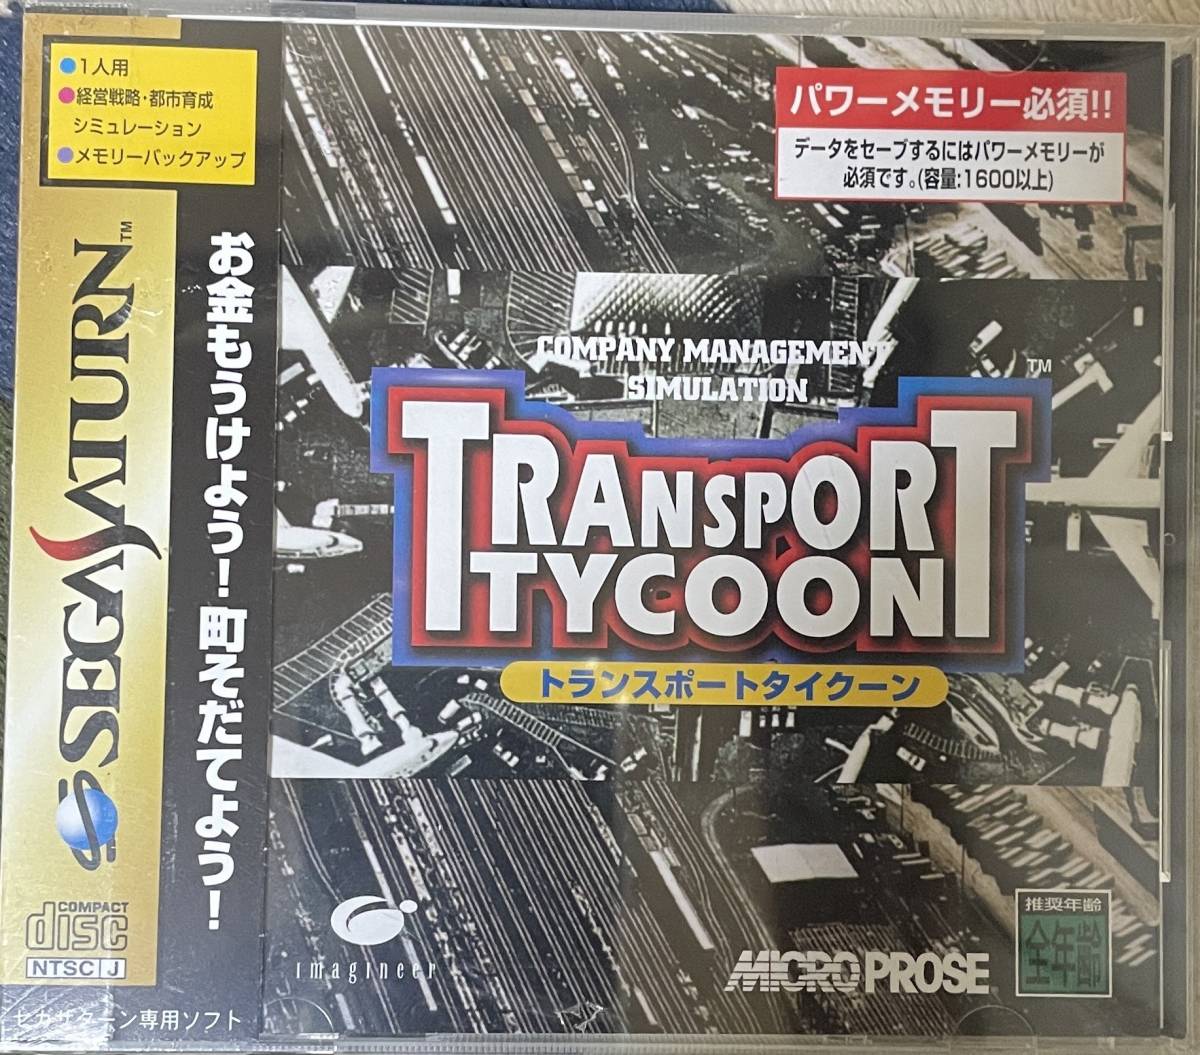 ●1人用
●経営戦略・都市育成
シミュレーション
●メモリーバックアップ
SEGA SATURN™
お金もうけよう！町そだてよう！
COMPACT
disc
NTSC J
セガサターン専用ソフト
パワーメモリー必須!!
データをセーブするにはパワーメモリーが
必須です。(容量:1600以上)
COMPANY MANAGEMENT
SIMULATION
TRANSPORT™
TYCOON
トランスポートタイクーン
imagineer
MICROPROSE
推奨年齢
全年齢